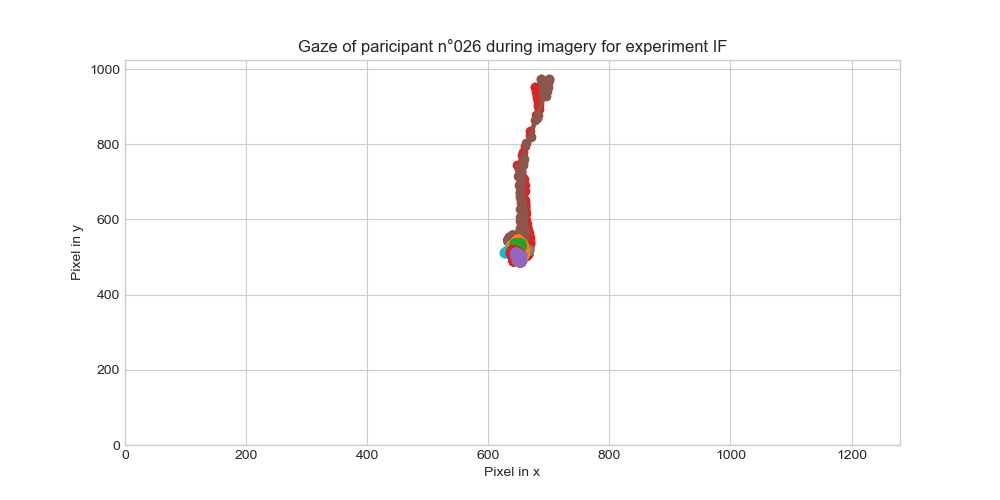 Gaze of paricipant n°026 during imagery for experiment IF
1000
800
600
400
200
0
Pixel in y
0 200 400 600 800 1000 1200
Pixel in x